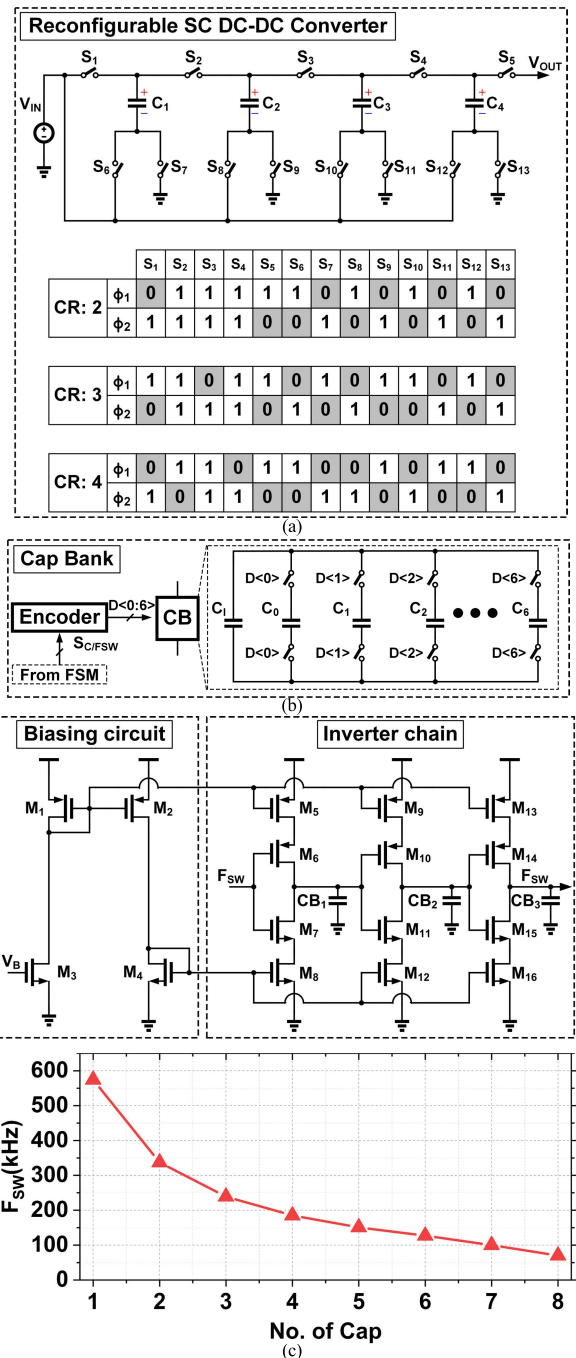 Reconfigurable SC DC-DC Converter
S1 S2 S3 S4 S5 VOUT
VIN
+ + + +
− C1 − C2 − C3 − C4
S6 S7 S8 S9 S10 S11 S12 S13
S1 S2 S3 S4 S5 S6 S7 S8 S9 S10 S11 S12 S13
CR: 2
ϕ1 0 1 1 1 1 1 0 1 0 1 0 1 0
ϕ2 1 1 1 1 0 0 1 0 1 0 1 0 1
CR: 3
ϕ1 1 1 0 1 1 0 1 0 1 1 0 1 0
ϕ2 0 1 1 1 0 1 0 1 0 0 1 0 1
CR: 4
ϕ1 0 1 1 0 1 1 0 0 1 0 1 1 0
ϕ2 1 0 1 1 0 0 1 1 0 1 0 0 1
(a)
Cap Bank
Encoder
D<0:6>
CB
SC/FSW
From FSM
D<0> D<1> D<2> D<6>
CI C0 C1 C2 C6
D<0> D<1> D<2> D<6>
(b)
Biasing circuit
Inverter chain
M1 M2 M5 M9 M13
M6 M10 M14
FSW CB1 CB2 CB3 FSW
M7 M11 M15
VB M3 M4 M8 M12 M16
FSW(kHz)
600
500
400
300
200
100
0
1 2 3 4 5 6 7 8
No. of Cap
(c)